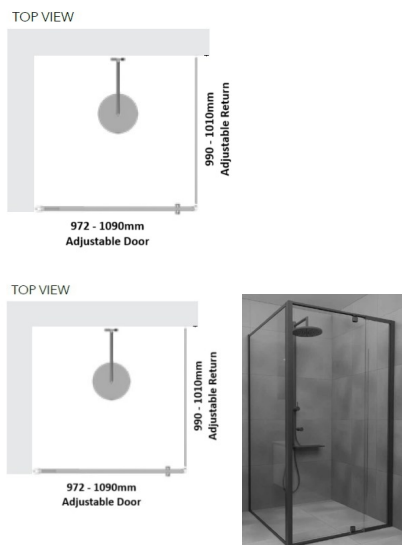 TOP VIEW
990 - 1010mm
Adjustable Return
972 - 1090mm
Adjustable Door
TOP VIEW
990 - 1010mm
Adjustable Return
972 - 1090mm
Adjustable Door